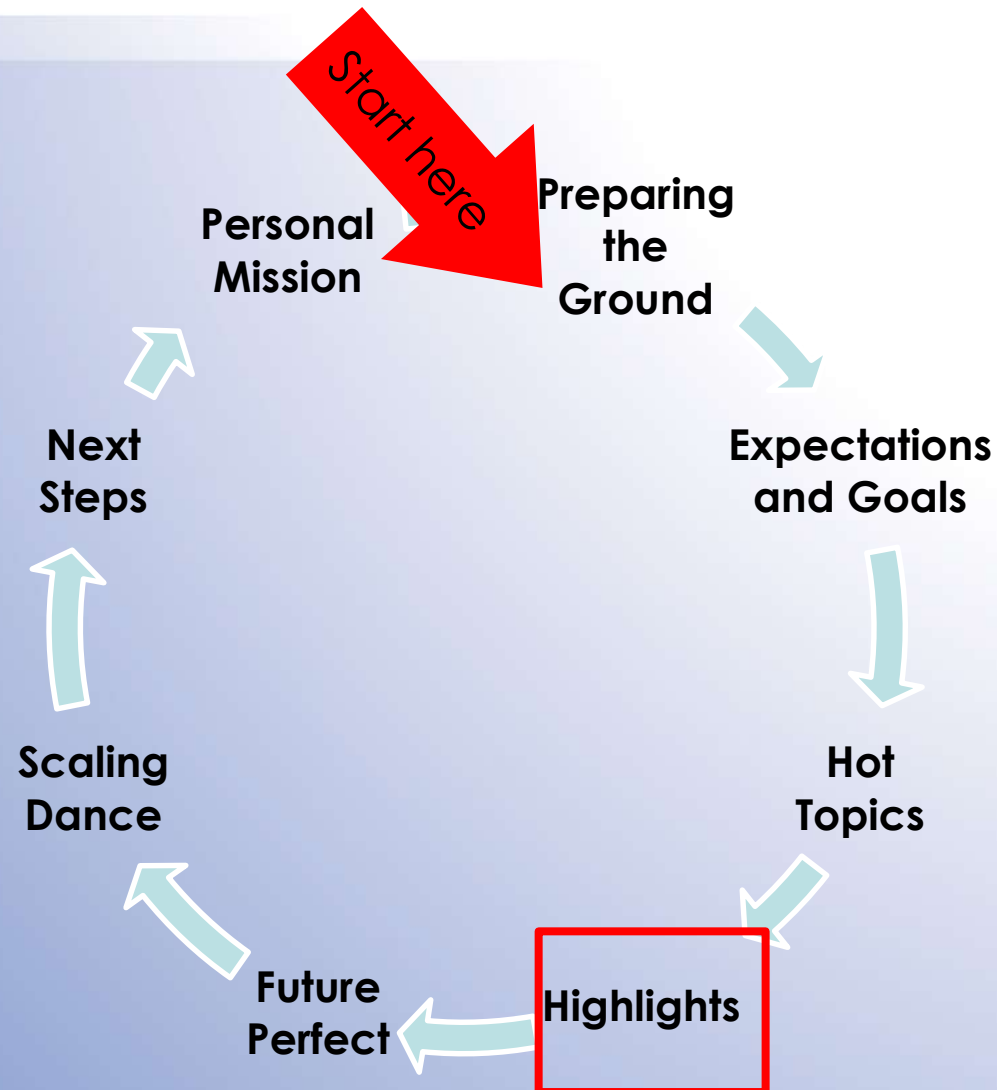 Start here
Preparing
the
Ground
Expectations
and Goals
Hot
Topics
Highlights
Future
Perfect
Scaling
Dance
Next
Steps
Personal
Mission